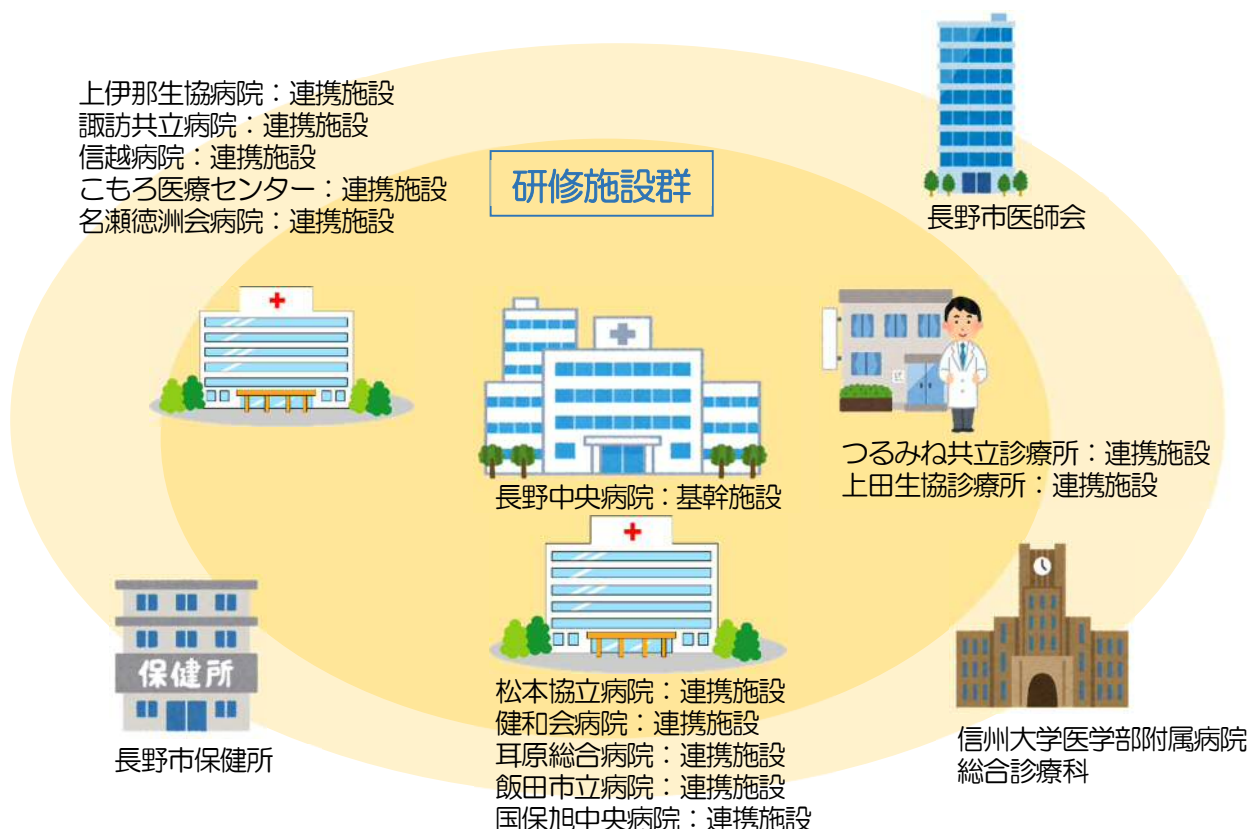 上伊那生協病院：連携施設
諏訪共立病院：連携施設
信越病院：連携施設
こもろ医療センター：連携施設
名瀬徳洲会病院：連携施設
研修施設群
長野市医師会
長野中央病院：基幹施設
つるみね共立診療所：連携施設
上田生協診療所：連携施設
保健所
長野市保健所
松本協立病院：連携施設
健和会病院：連携施設
耳原総合病院：連携施設
飯田市立病院：連携施設
国保旭中央病院：連携施設
信州大学医学部附属病院
総合診療科